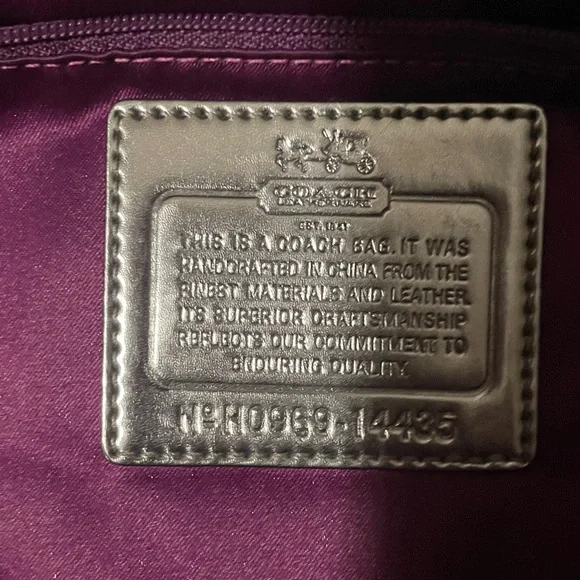 COACH
LEATHERWARE
EST. 1941
THIS IS A COACH BAG. IT WAS
HANDCRAFTED IN CHINA FROM THE
FINEST MATERIALS AND LEATHER.
ITS SUPERIOR CRAFTSMANSHIP
REFLECTS OUR COMMITMENT TO
ENDURING QUALITY.
Nº H0969-14435